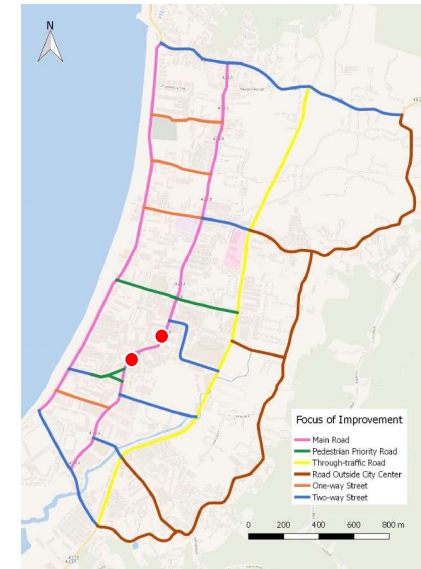 N
Focus of Improvement
Main Road
Pedestrian Priority Road
Through-traffic Road
Road Outside City Center
One-way Street
Two-way Street
0 200 400 600 800 m